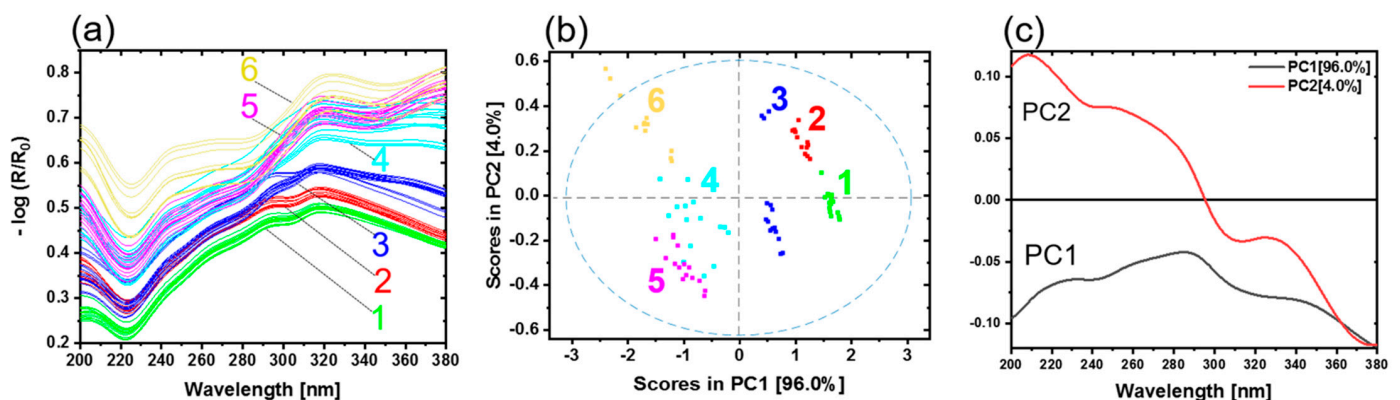 (a)
(b)
(c)
0.8
0.7
0.6
0.5
0.4
0.3
0.2
- log (R/R0)
6
5
4
3
2
1
200 220 240 260 280 300 320 340 360 380
Wavelength [nm]
0.6
0.4
0.2
0.0
-0.2
-0.4
-0.6
Scores in PC2 [4.0%]
6
3
2
4
1
5
-3 -2 -1 0 1 2 3
Scores in PC1 [96.0%]
0.10
0.05
0.00
-0.05
-0.10
PC1[96.0%]
PC2[4.0%]
PC2
PC1
200 220 240 260 280 300 320 340 360 380
Wavelength [nm]